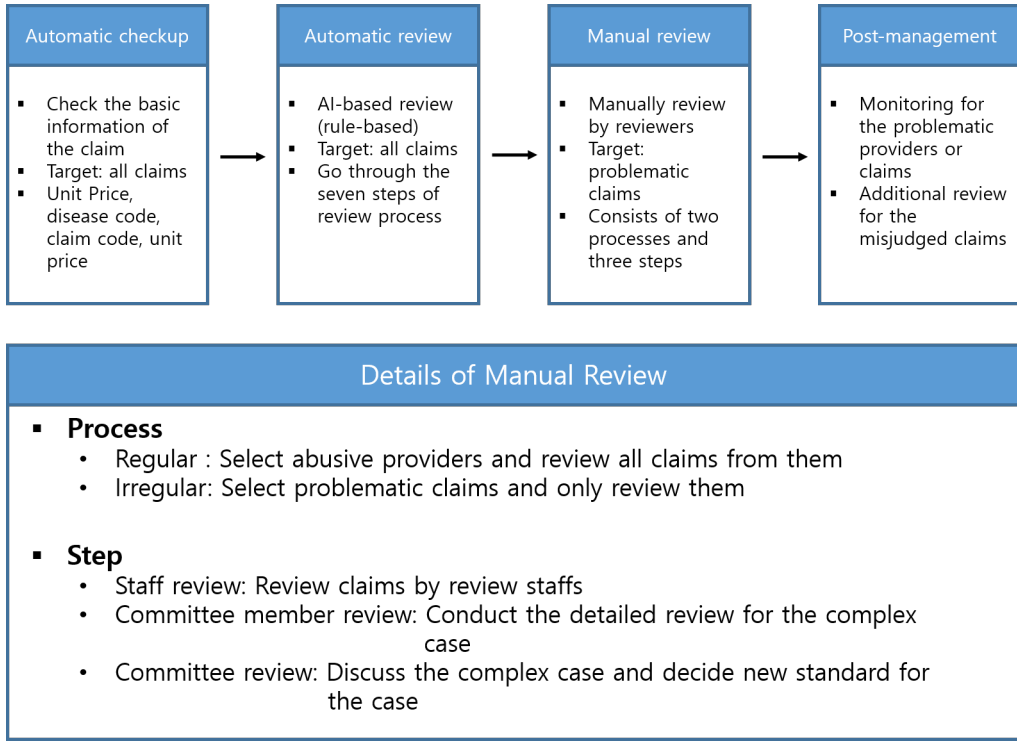 Automatic checkup
▪ Check the basic
information of
the claim
▪ Target: all claims
▪ Unit Price,
disease code,
claim code, unit
price
Automatic review
▪ AI-based review
(rule-based)
▪ Target: all claims
▪ Go through the
seven steps of
review process
Manual review
▪ Manually review
by reviewers
▪ Target:
problematic
claims
▪ Consists of two
processes and
three steps
Post-management
▪ Monitoring for
the problematic
providers or
claims
▪ Additional review
for the
misjudged claims
Details of Manual Review
▪ Process
• Regular : Select abusive providers and review all claims from them
• Irregular: Select problematic claims and only review them
▪ Step
• Staff review: Review claims by review staffs
• Committee member review: Conduct the detailed review for the complex
case
• Committee review: Discuss the complex case and decide new standard for
the case